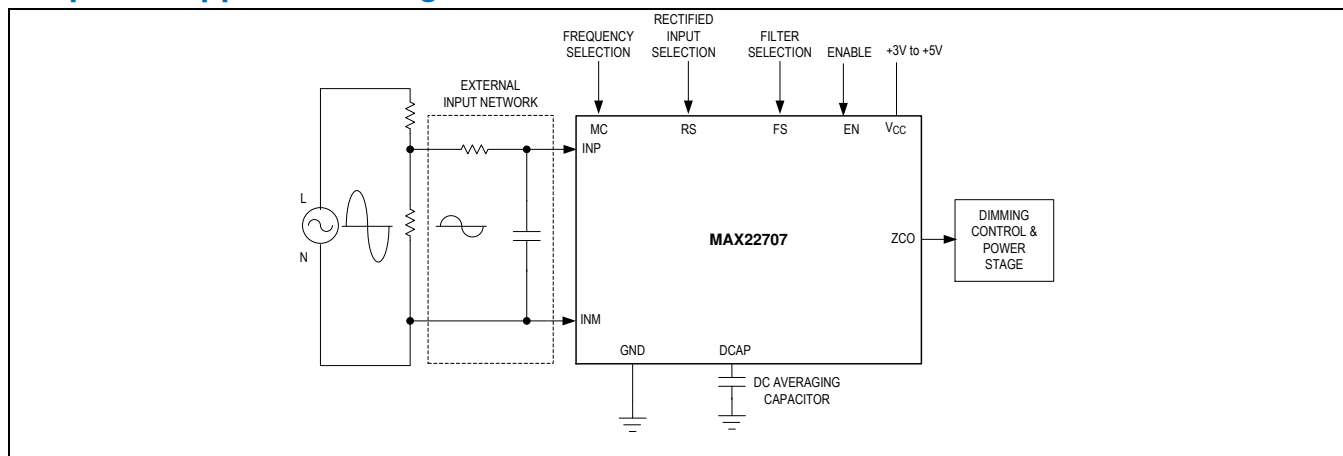 FREQUENCY
SELECTION
RECTIFIED
INPUT
SELECTION
FILTER
SELECTION
ENABLE
+3V to +5V
EXTERNAL
INPUT NETWORK
MC
RS
FS
EN
VCC
INP
L
N
MAX22707
ZCO
DIMMING
CONTROL &
POWER
STAGE
INM
GND
DCAP
DC AVERAGING
CAPACITOR